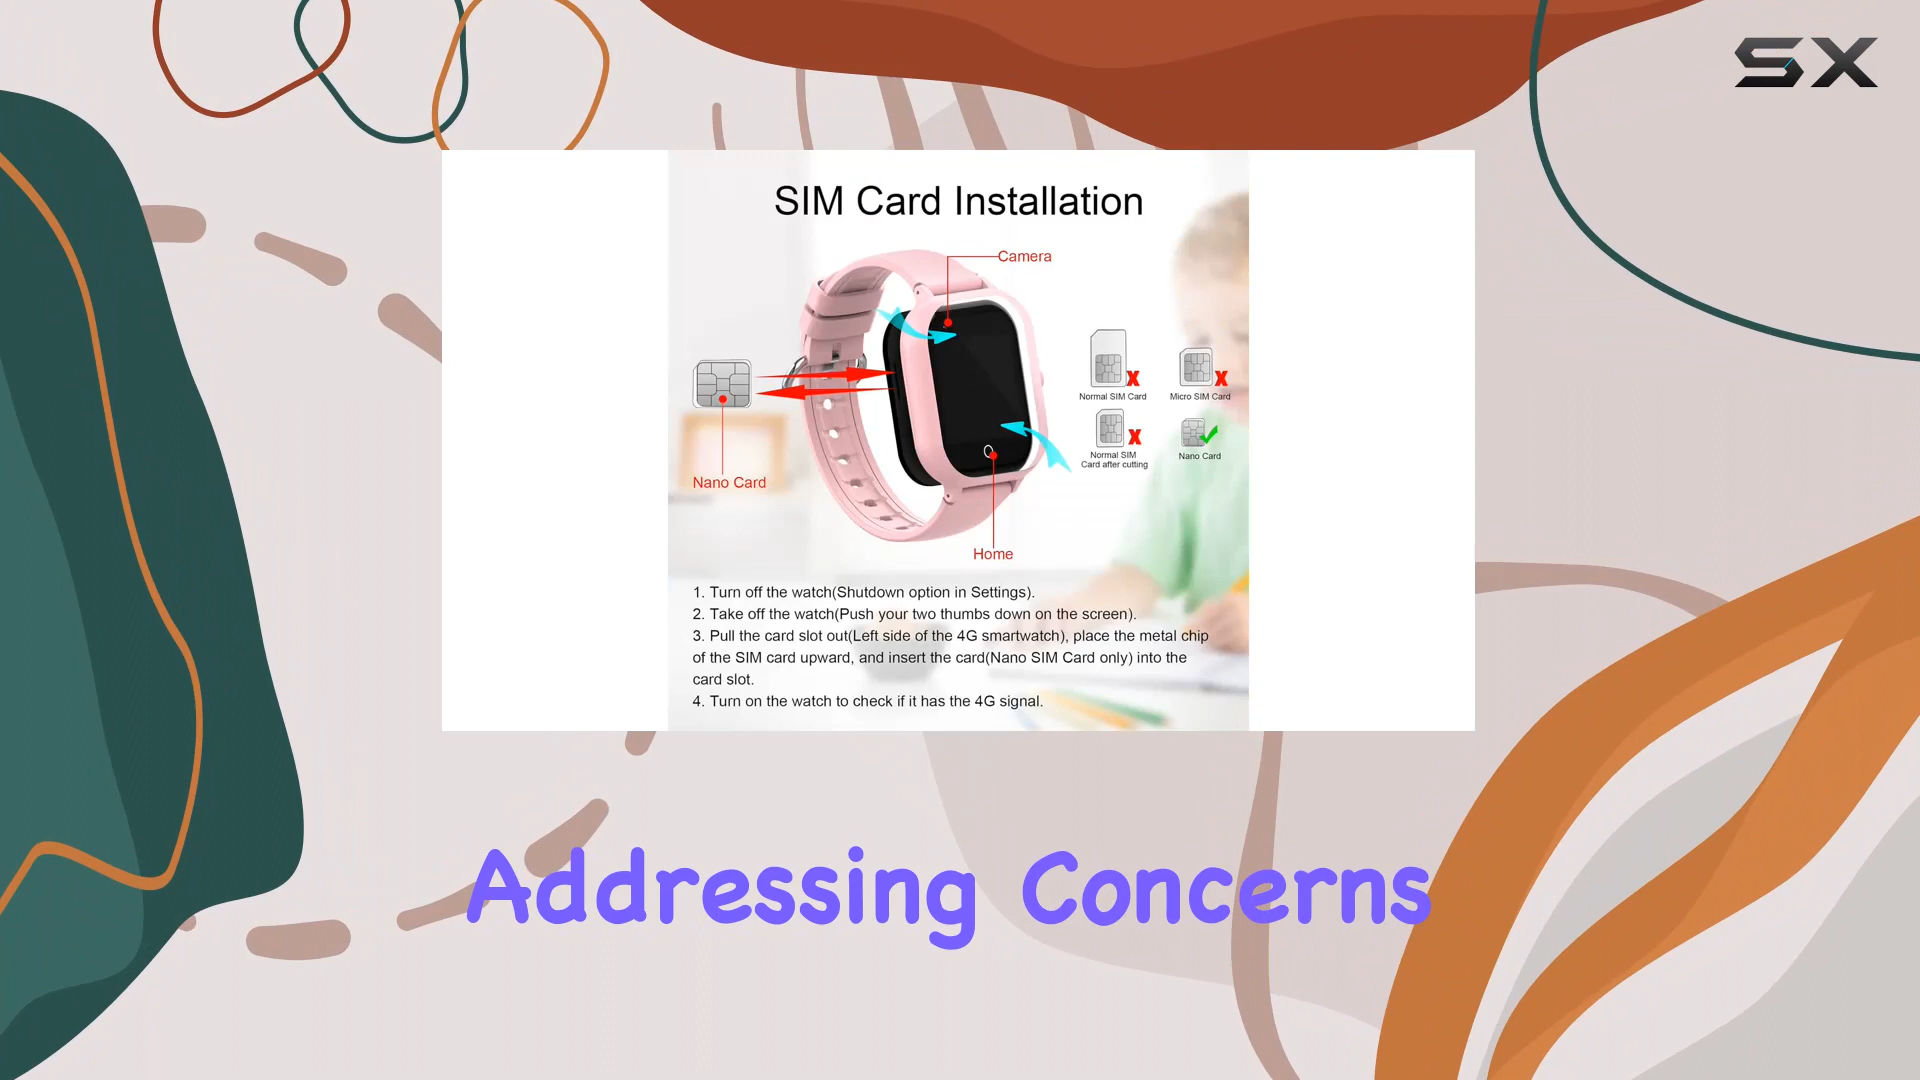 SX
SIM Card Installation
Camera
Normal SIM Card
Micro SIM Card
Normal SIM
Card after cutting
Nano Card
Nano Card
Home
1. Turn off the watch(Shutdown option in Settings).
2. Take off the watch(Push your two thumbs down on the screen).
3. Pull the card slot out(Left side of the 4G smartwatch), place the metal chip
of the SIM card upward, and insert the card(Nano SIM Card only) into the
card slot.
4. Turn on the watch to check if it has the 4G signal.
Addressing Concerns